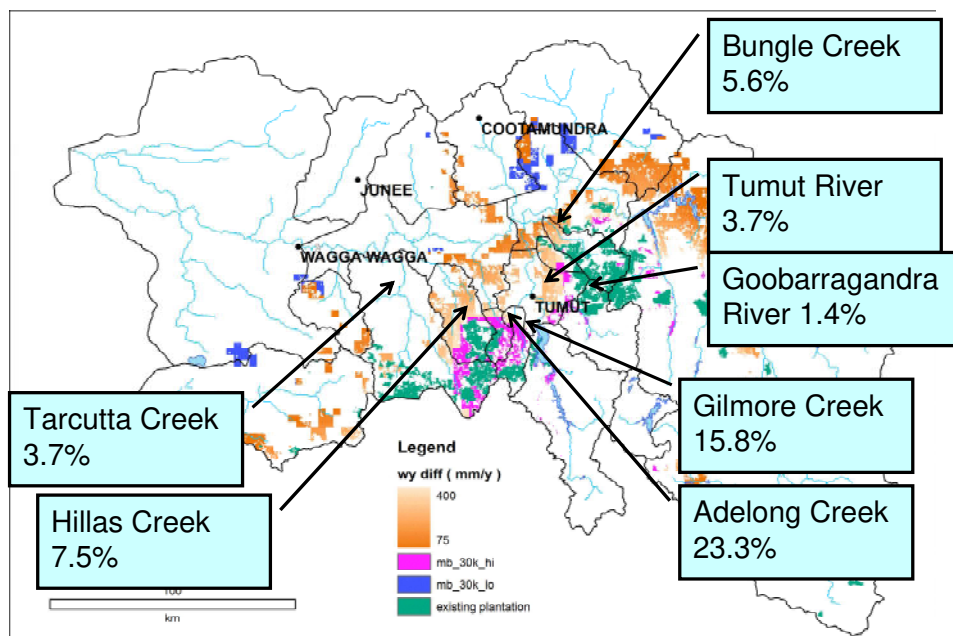 Bungle Creek
5.6%
COOTAMUNDRA
Tumut River
3.7%
JUNEE
WAGGA WAGGA
Goobarragandra
River 1.4%
TUMUT
Tarcutta Creek
3.7%
Gilmore Creek
15.8%
Legend
wy diff ( mm/y )
400
75
mb_30k_hi
mb_30k_lo
existing plantation
Hillas Creek
7.5%
Adelong Creek
23.3%
100
km